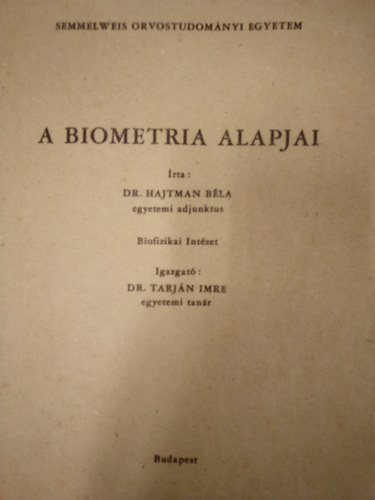 SEMMELWEIS ORVOSTUDOMÁNYI EGYETEM
A BIOMETRIA ALAPJAI
Írta :
DR. HAJTMAN BÉLA
egyetemi adjunktus
Biofizikai Intézet
Igazgató :
DR. TARJÁN IMRE
egyetemi tanár
Budapest